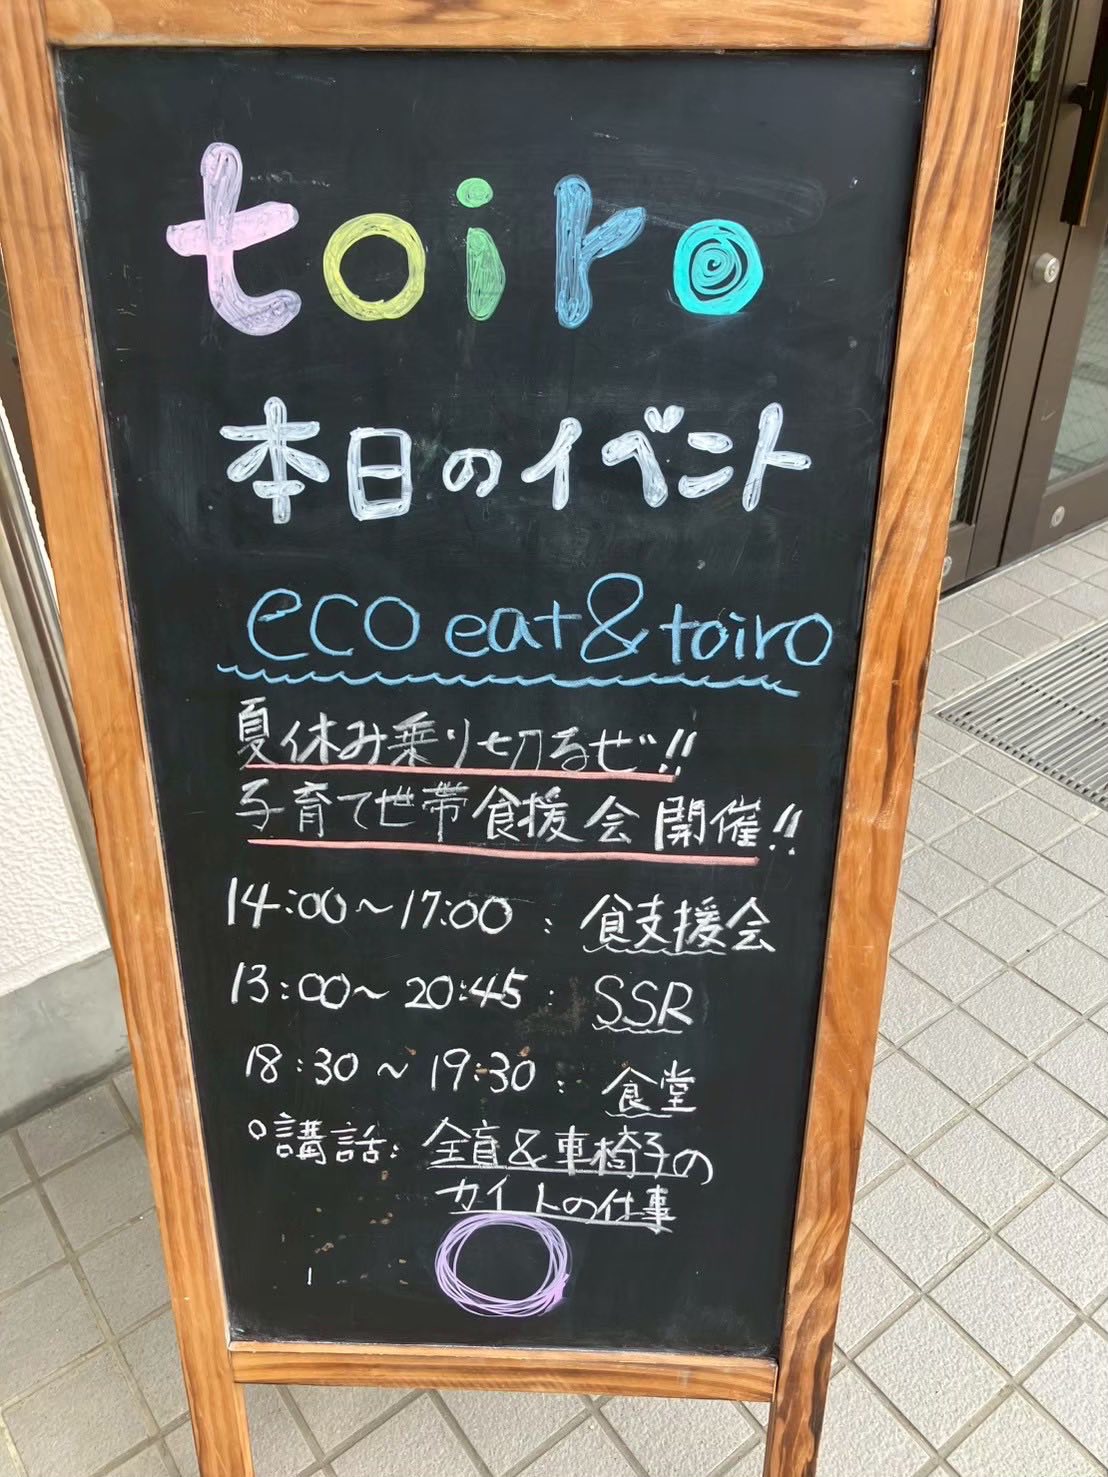 toiro
本日のイベント
eco eat&toiro
夏休み乗り切るぜ!!
子育て世帯食援会開催!!
14:00~17:00 : 食支援会
13:00~20:45 : SSR
18:30~19:30 : 食堂
○講話: 全盲&車椅子の
カイトの仕事